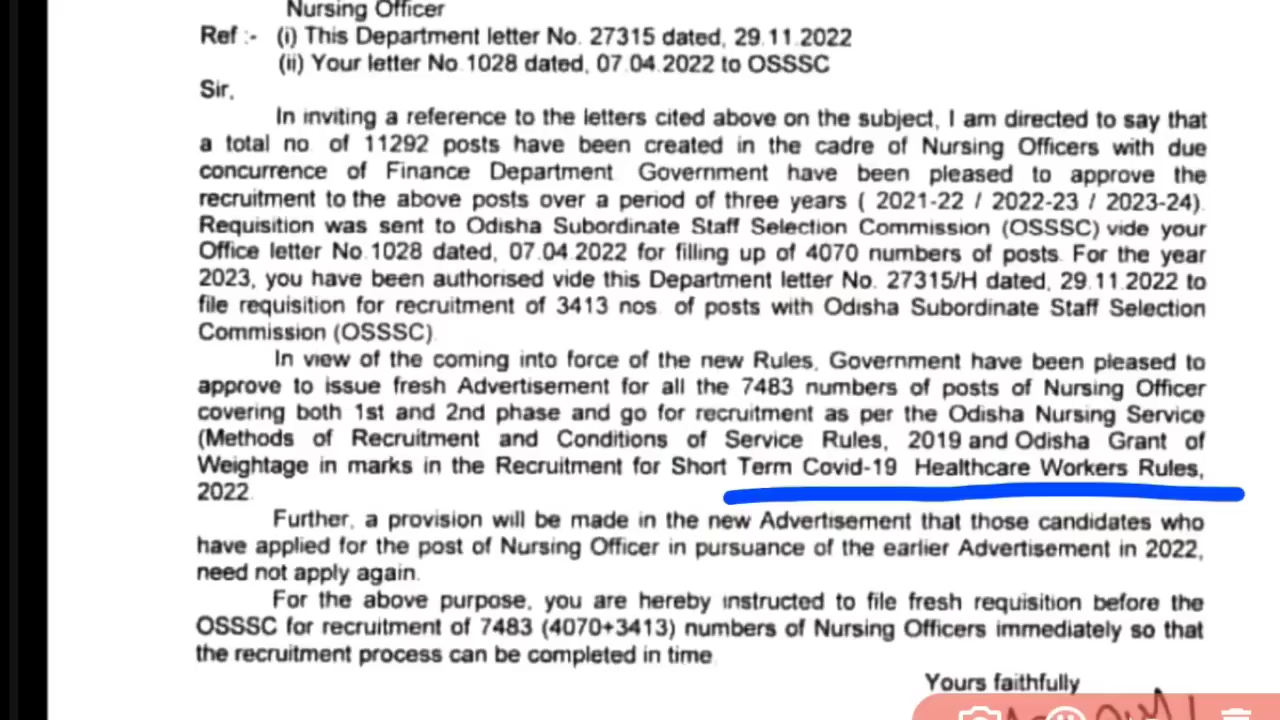 Nursing Officer
Ref :- (i) This Department letter No. 27315 dated, 29.11.2022
(ii) Your letter No 1028 dated, 07.04.2022 to OSSSC
Sir,
In inviting a reference to the letters cited above on the subject, I am directed to say that
a total no. of 11292 posts have been created in the cadre of Nursing Officers with due
concurrence of Finance Department Government have been pleased to approve the
recruitment to the above posts over a period of three years ( 2021-22 / 2022-23 / 2023-24)
Requisition was sent to Odisha Subordinate Staff Selection Commission (OSSSC) vide your
Office letter No.1028 dated, 07.04.2022 for filling up of 4070 numbers of posts. For the year
2023, you have been authorised vide this Department letter No. 27315/H dated, 29.11.2022 to
file requisition for recruitment of 3413 nos. of posts with Odisha Subordinate Staff Selection
Commission (OSSSC)
In view of the coming into force of the new Rules, Government have been pleased to
approve to issue fresh Advertisement for all the 7483 numbers of posts of Nursing Officer
covering both 1st and 2nd phase and go for recruitment as per the Odisha Nursing Service
(Methods of Recruitment and Conditions of Service Rules, 2019 and Odisha Grant of
Weightage in marks in the Recruitment for Short Term Covid-19 Healthcare Workers Rules,
2022
Further, a provision will be made in the new Advertisement that those candidates who
have applied for the post of Nursing Officer in pursuance of the earlier Advertisement in 2022,
need not apply again.
For the above purpose, you are hereby instructed to file fresh requisition before the
OSSSC for recruitment of 7483 (4070+3413) numbers of Nursing Officers immediately so that
the recruitment process can be completed in time
Yours faithfully